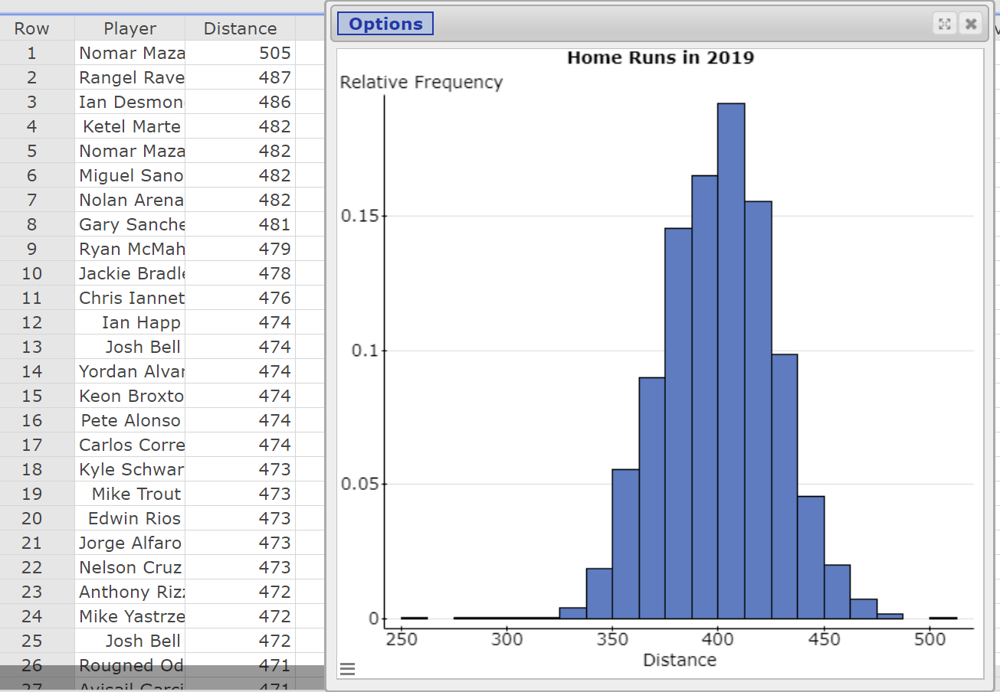 Row Player Distance
1 Nomar Maza 505
2 Rangel Rave 487
3 Ian Desmon 486
4 Ketel Marte 482
5 Nomar Maza 482
6 Miguel Sano 482
7 Nolan Arena 482
8 Gary Sanche 481
9 Ryan McMah 479
10 Jackie Bradle 478
11 Chris Iannet 476
12 Ian Happ 474
13 Josh Bell 474
14 Yordan Alvar 474
15 Keon Broxto 474
16 Pete Alonso 474
17 Carlos Corre 474
18 Kyle Schwar 473
19 Mike Trout 473
20 Edwin Rios 473
21 Jorge Alfaro 473
22 Nelson Cruz 473
23 Anthony Riz 472
24 Mike Yastrze 472
25 Josh Bell 472
26 Rougned Od 471
27 Avisail Garci 471
Options
Home Runs in 2019
Relative Frequency
0.15
0.1
0.05
0
250 300 350 400 450 500
Distance